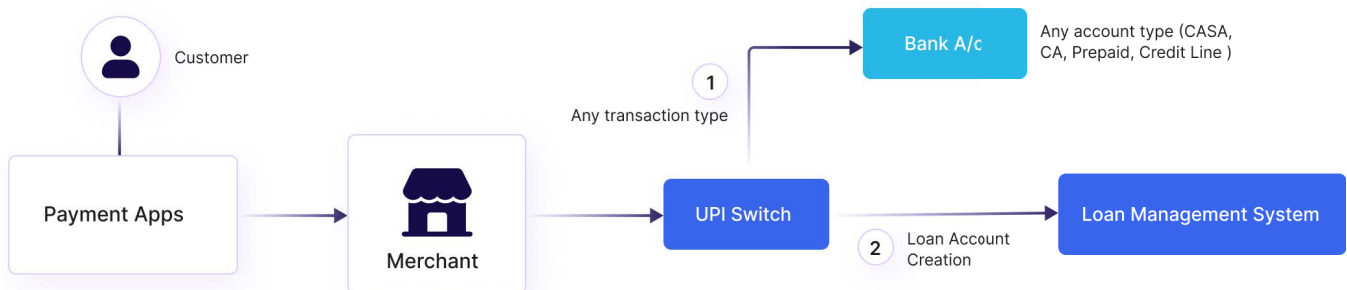 Customer
Payment Apps
Merchant
1
Any transaction type
UPI Switch
Bank A/c
Any account type (CASA,
CA, Prepaid, Credit Line )
2
Loan Account
Creation
Loan Management System